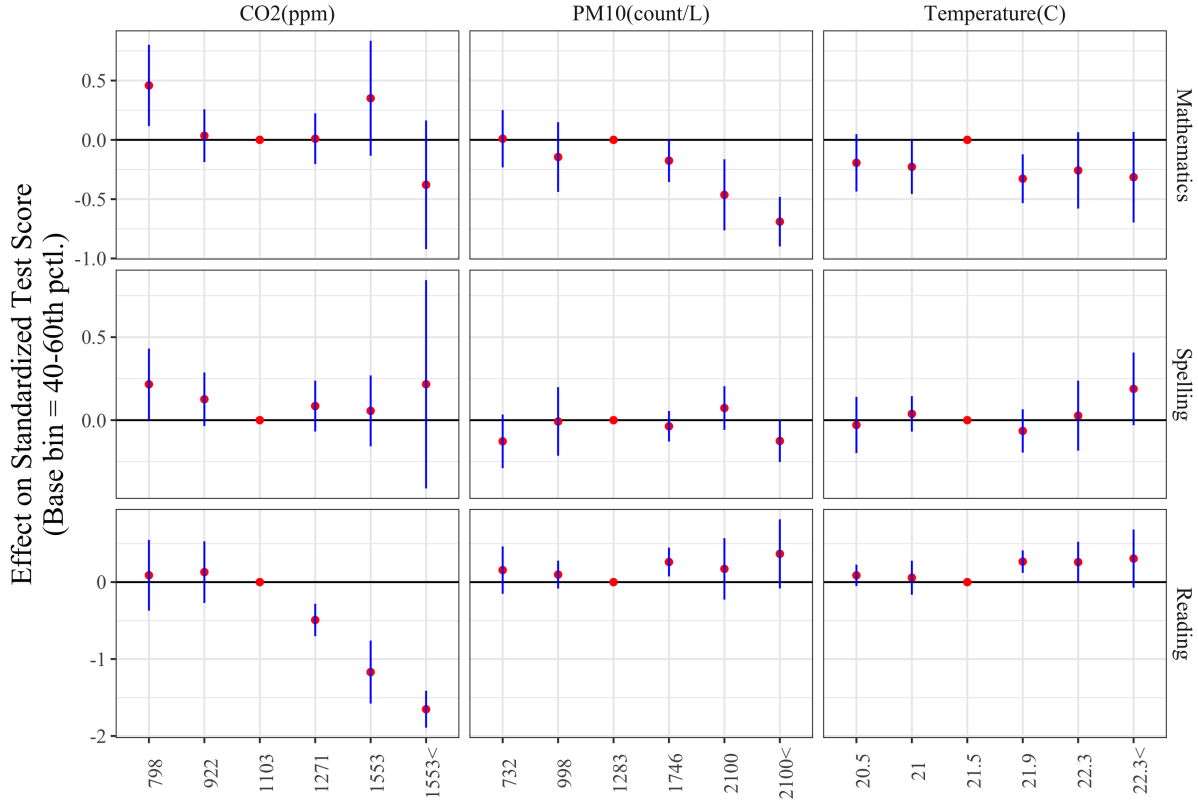 CO2(ppm) PM10(count/L) Temperature(C)
Effect on Standardized Test Score
(Base bin = 40-60th pctl.)
0.5
0.0
-0.5
-1.0
Mathematics
0.5
0.0
Spelling
0
-1
-2
Reading
798 922 1103 1271 1553 1553< 732 998 1283 1746 2100 2100< 20.5 21 21.5 21.9 22.3 22.3<